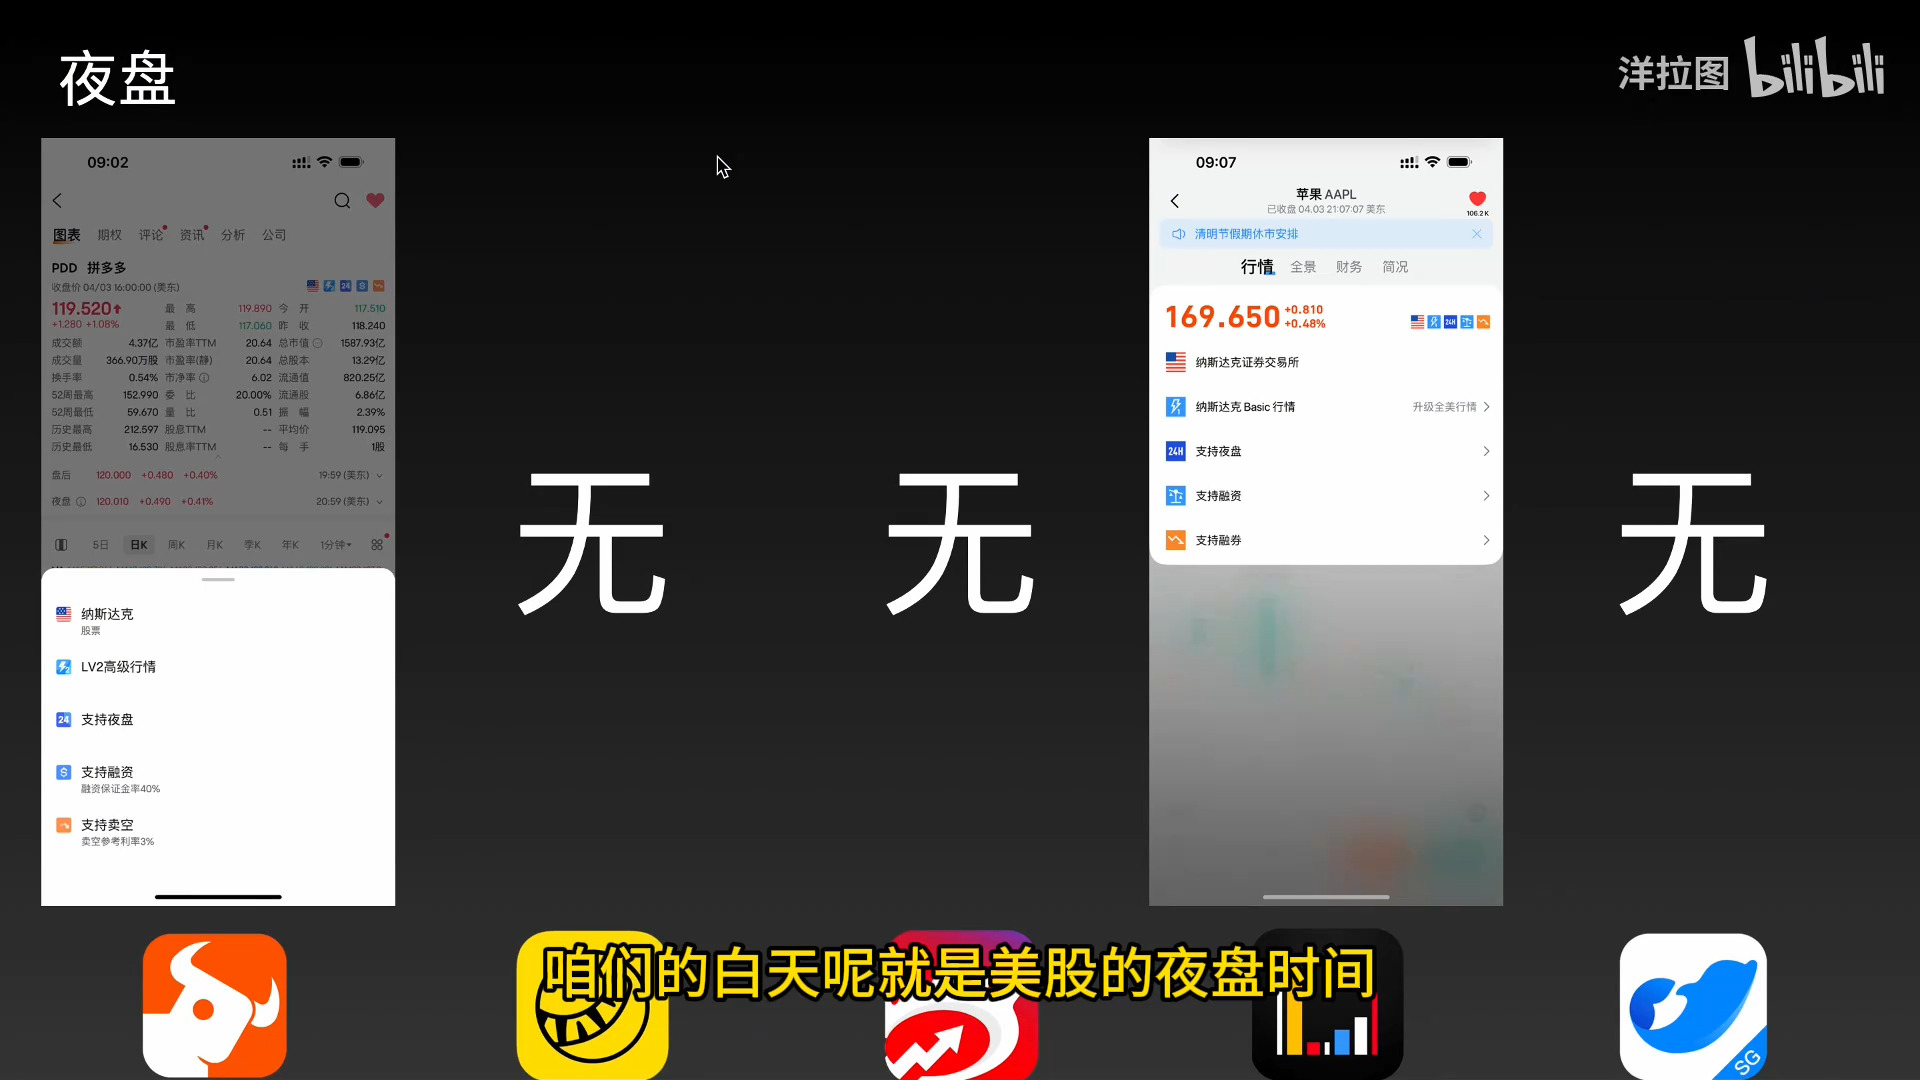 夜盘
洋拉图 bilibili
09:02
图表 期权 评论 资讯 分析 公司
PDD 拼多多
收盘价 04/03 16:00:00 (美东)
119.520
+1.280 +1.08%
最高 119.890 今开 117.510
最低 117.060 昨收 118.240
成交额 4.37亿 市盈率TTM 20.64 总市值 1587.93亿
成交量 366.90万股 市盈率(静) 20.64 总股本 13.29亿
换手率 0.54% 市净率 6.02 流通值 820.25亿
52周最高 152.990 委比 20.00% 流通股 6.86亿
52周最低 59.670 量比 0.51 振幅 2.39%
历史最高 212.597 股息TTM -- 平均价 119.095
历史最低 16.530 股息率TTM -- 每手 1股
盘后 120.000 +0.480 +0.40% 19:59 (美东)
夜盘 120.010 +0.490 +0.41% 20:59 (美东)
5日 日K 周K 月K 季K 年K 1分钟
纳斯达克
股票
LV2高级行情
24 支持夜盘
支持融资
融资保证金率40%
支持卖空
卖空参考利率3%
无
无
09:07
苹果 AAPL
已收盘 04.03 21:07:07 美东
106.2K
清明节假期休市安排
行情 全景 财务 简况
169.650 +0.810
+0.48%
纳斯达克证券交易所
纳斯达克 Basic 行情 升级全美行情
24H 支持夜盘
支持融资
支持融券
无
咱们的白天呢就是美股的夜盘时间
SG